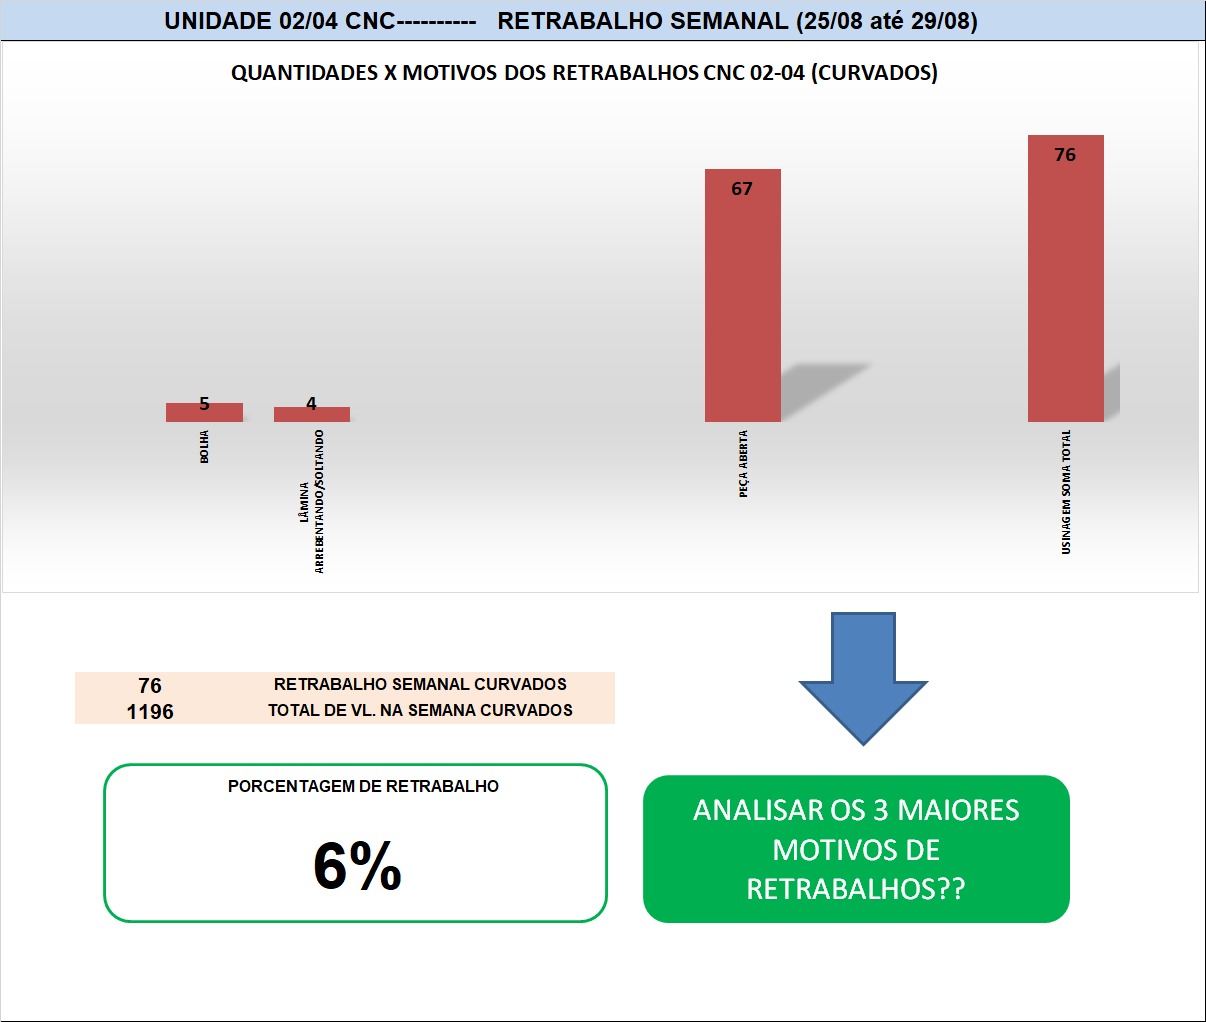 UNIDADE 02/04 CNC---------- RETRABALHO SEMANAL (25/08 até 29/08)
QUANTIDADES X MOTIVOS DOS RETRABALHOS CNC 02-04 (CURVADOS)
76
67
5
4
BOLHA
LÂMINA
ARREBENTANDO/SOLTANDO
PEÇA ABERTA
USINAGEM SOMA TOTAL
76 RETRABALHO SEMANAL CURVADOS
1196 TOTAL DE VL. NA SEMANA CURVADOS
PORCENTAGEM DE RETRABALHO
6%
ANALISAR OS 3 MAIORES
MOTIVOS DE
RETRABALHOS??